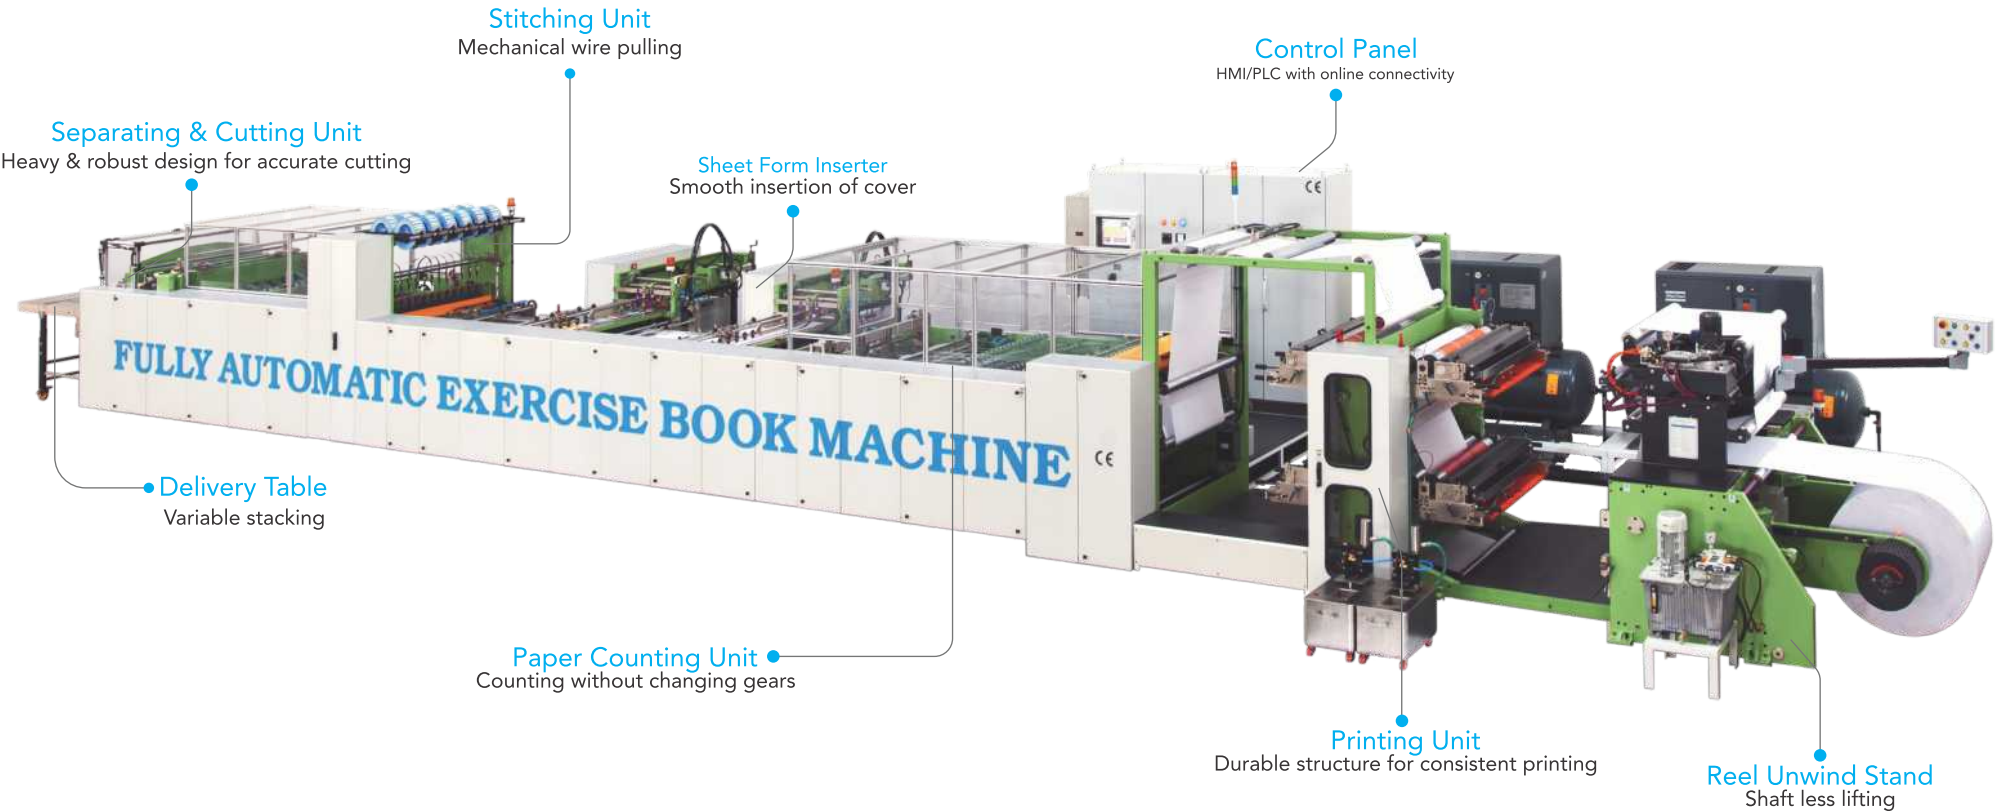 Stitching Unit
Mechanical wire pulling
Control Panel
HMI/PLC with online connectivity
Separating & Cutting Unit
Heavy & robust design for accurate cutting
Sheet Form Inserter
Smooth insertion of cover
CE
FULLY AUTOMATIC EXERCISE BOOK MACHINE
CE
Delivery Table
Variable stacking
Paper Counting Unit
Counting without changing gears
Printing Unit
Durable structure for consistent printing
Reel Unwind Stand
Shaft less lifting